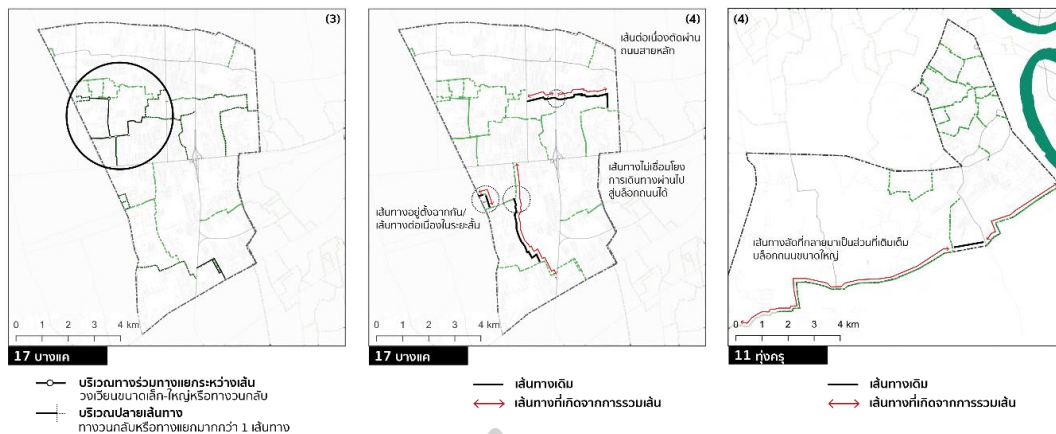 (3)
0 1 2 3 4 km
17 บางแค
บริเวณทางร่วมทางแยกระหว่างเส้น
วงเวียนขนาดเล็ก-ใหญ่หรือทางวนกลับ
บริเวณปลายเส้นทาง
ทางวนกลับหรือทางแยกมากกว่า 1 เส้นทาง
(4)
เส้นต่อเนื่องตัดผ่าน
ถนนสายหลัก
เส้นทางไม่เชื่อมโยง
การเดินทางผ่านไป
สู่บล็อกถนนได้
เส้นทางอยู่ตั้งฉากกัน/
เส้นทางต่อเนื่องในระยะสั้น
0 1 2 3 4 km
17 บางแค
เส้นทางเดิม
เส้นทางที่เกิดจากการรวมเส้น
(4)
เส้นทางลัดที่กลายมาเป็นส่วนที่เติมเต็ม
บล็อกถนนขนาดใหญ่
0 1 2 3 4 km
11 ทุ่งครุ
เส้นทางเดิม
เส้นทางที่เกิดจากการรวมเส้น